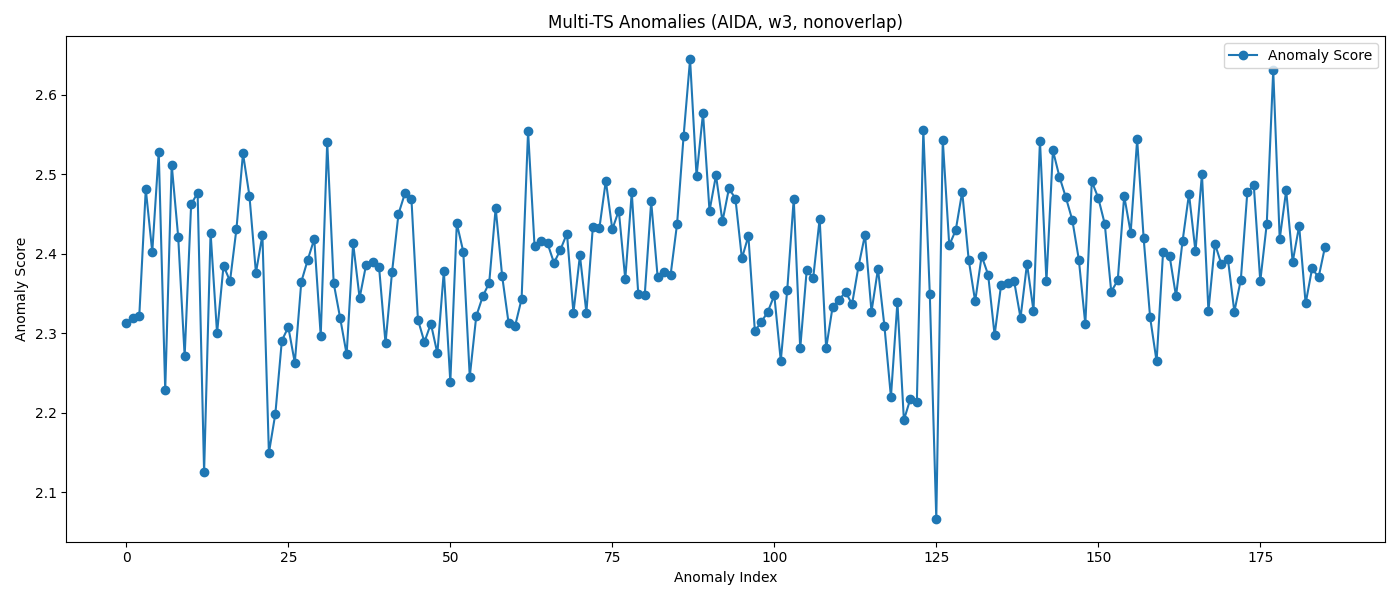 Multi-TS Anomalies (AIDA, w3, nonoverlap)
Anomaly Score
2.6
2.5
2.4
2.3
2.2
2.1
Anomaly Score
0 25 50 75 100 125 150 175
Anomaly Index